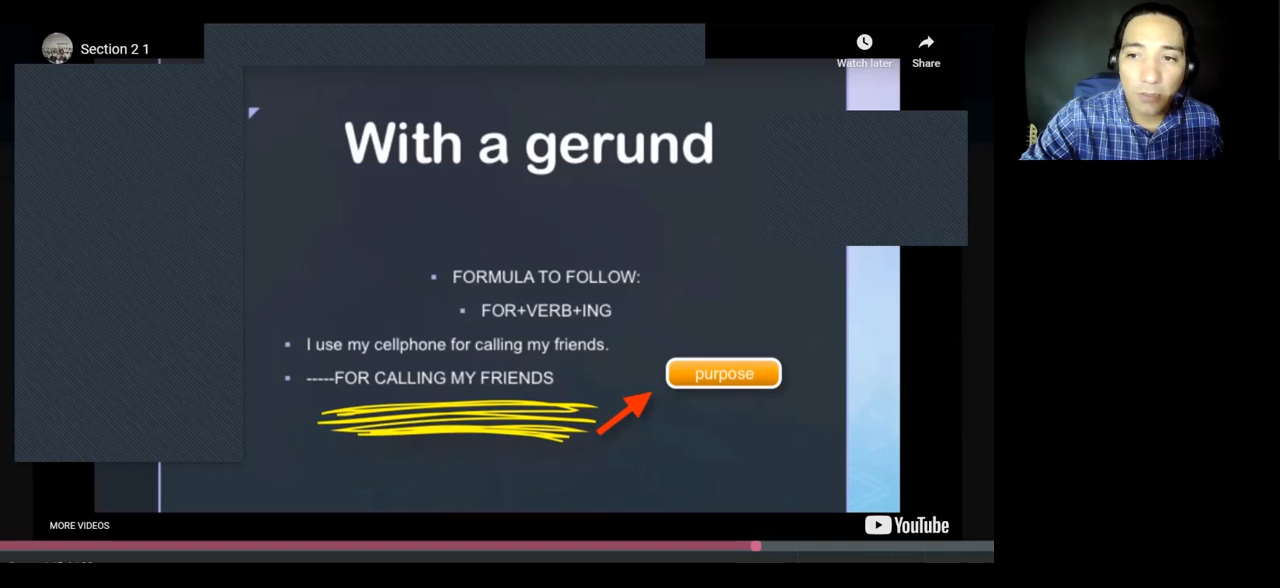 Section 2 1
Watch later
Share
With a gerund
FORMULA TO FOLLOW:
FOR+VERB+ING
I use my cellphone for calling my friends.
-----FOR CALLING MY FRIENDS
purpose
MORE VIDEOS
YouTube